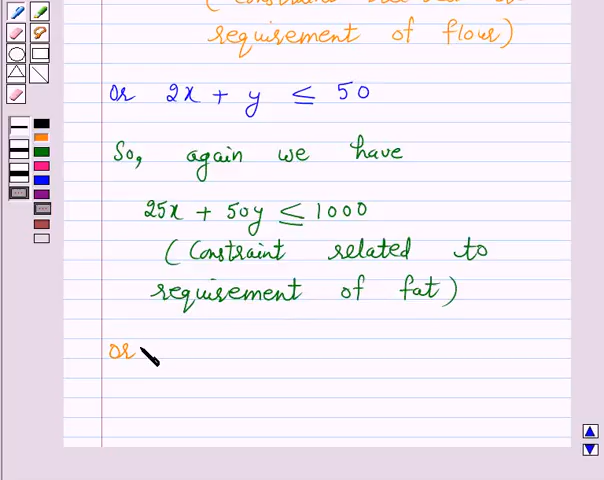 requirement of flour)
or 2x + y ≤ 50
So, again we have
25x + 50y ≤ 1000
(Constraint related to
requirement of fat)
or